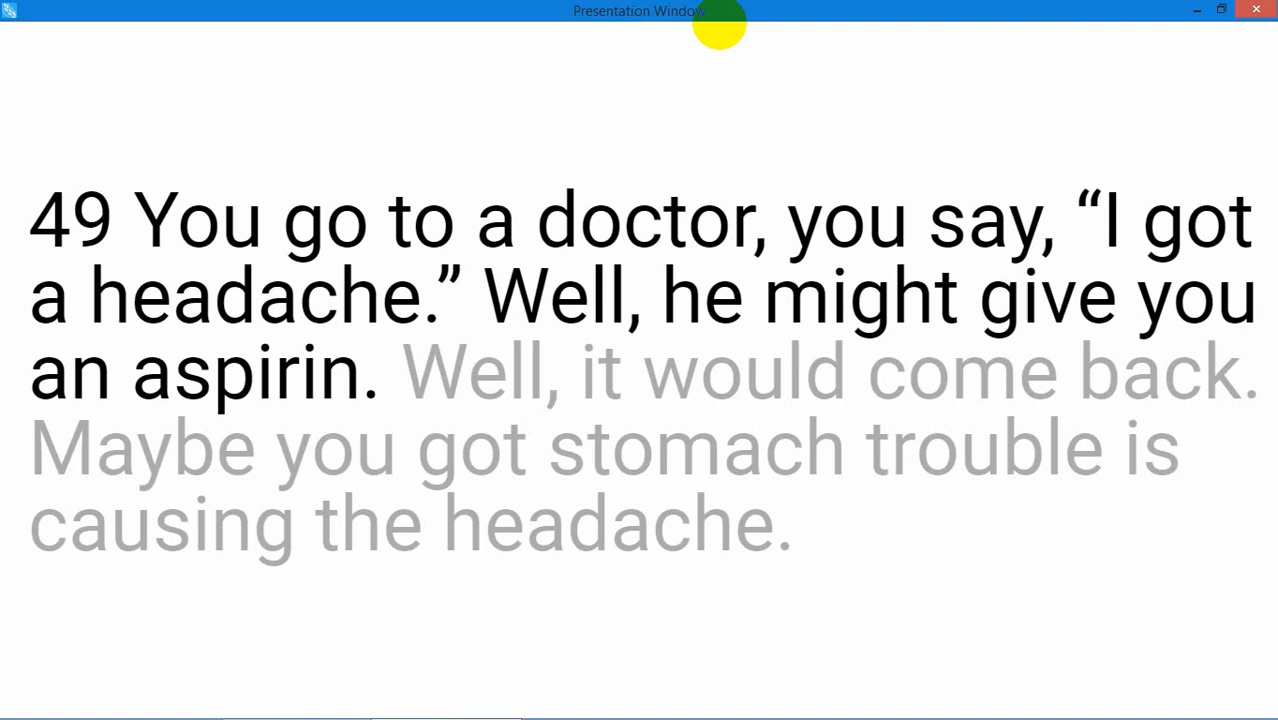 Presentation Window
49 You go to a doctor, you say, “I got
a headache.” Well, he might give you
an aspirin. Well, it would come back.
Maybe you got stomach trouble is
causing the headache.